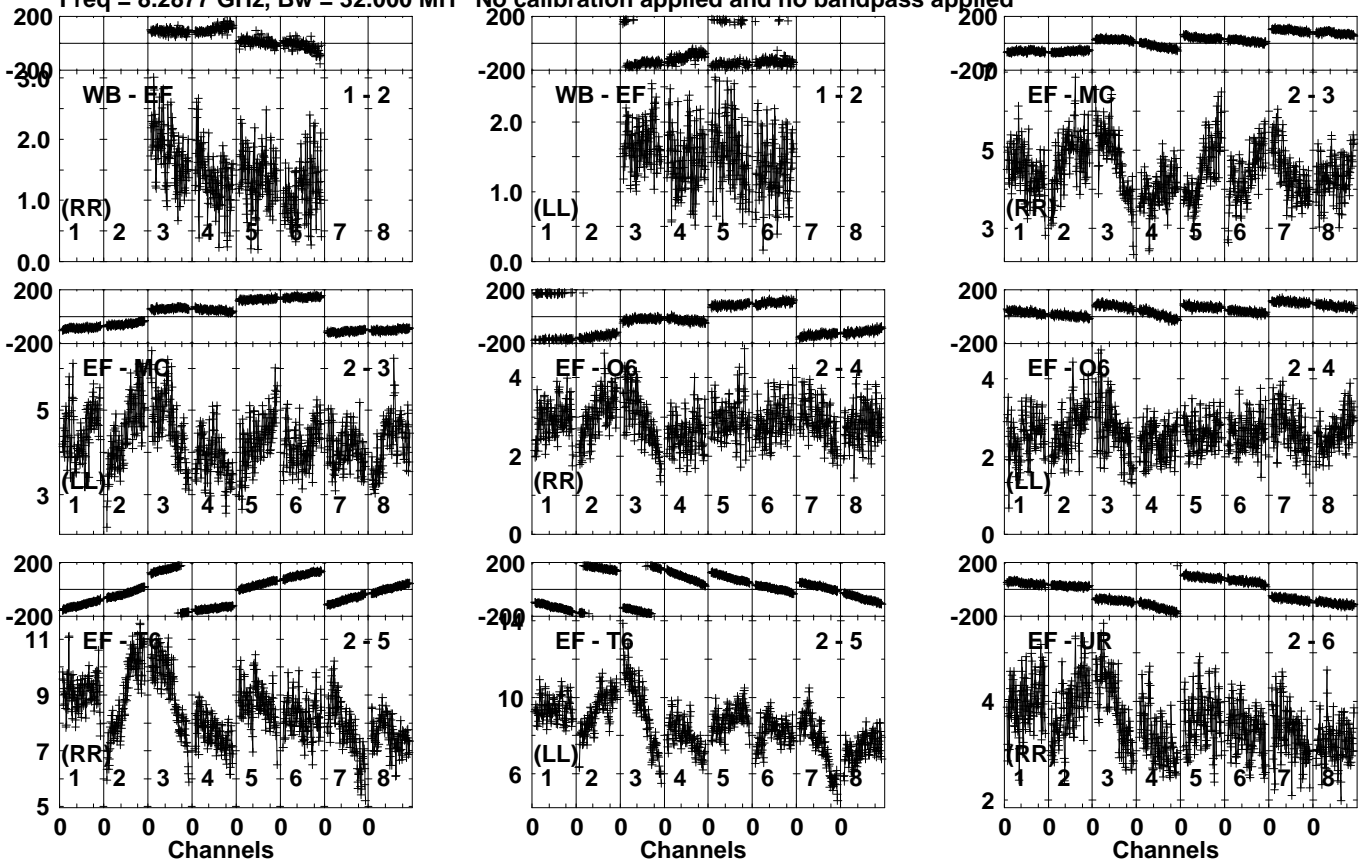 Freq = 8.2877 GHz, Bw = 32.000 MH No calibration applied and no bandpass applied
200
-200
3.0
2.0
1.0
0.0
WB - EF 1 - 2
(RR)
1 2 3 4 5 6 7 8
200
-200
2.0
1.0
0.0
WB - EF 1 - 2
(LL)
1 2 3 4 5 6 7 8
200
-200
7
5
3
EF - MC 2 - 3
(RR)
1 2 3 4 5 6 7 8
200
-200
5
3
EF - MC 2 - 3
(LL)
1 2 3 4 5 6 7 8
200
-200
4
2
0
EF - O6 2 - 4
(RR)
1 2 3 4 5 6 7 8
200
-200
4
2
0
EF - O6 2 - 4
(LL)
1 2 3 4 5 6 7 8
200
-200
11
9
7
5
EF - T6 2 - 5
(RR)
1 2 3 4 5 6 7 8
0 0 0 0 0 0 0 0
Channels
200
-200
14
10
6
EF - T6 2 - 5
(LL)
1 2 3 4 5 6 7 8
0 0 0 0 0 0 0 0
Channels
200
-200
4
2
EF - UR 2 - 6
(RR)
1 2 3 4 5 6 7 8
0 0 0 0 0 0 0 0
Channels